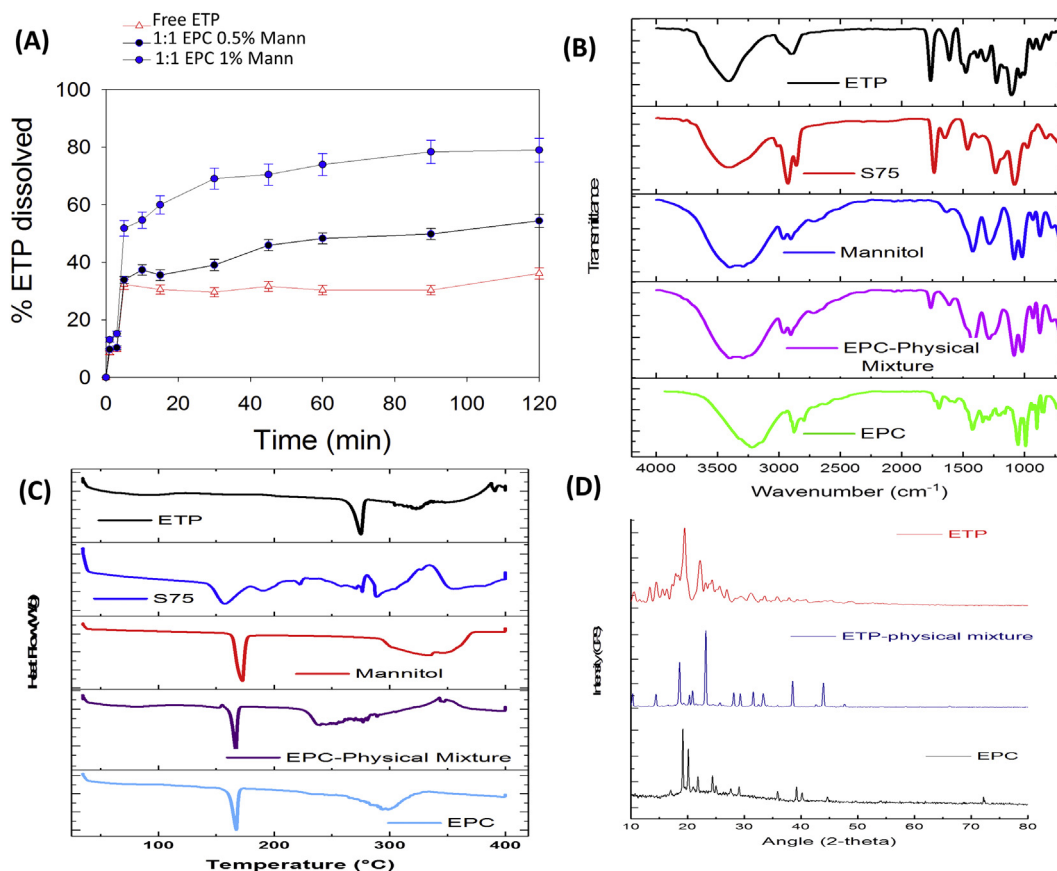 (A)
Free ETP
1:1 EPC 0.5% Mann
1:1 EPC 1% Mann
100
80
60
40
20
0
% ETP dissolved
0 20 40 60 80 100 120
Time (min)
(B)
ETP
S75
Mannitol
EPC-Physical
Mixture
EPC
Transmittance
4000 3500 3000 2500 2000 1500 1000
Wavenumber (cm⁻¹)
(C)
ETP
S75
Mannitol
EPC-Physical Mixture
EPC
100 200 300 400
Temperature (°C)
(D)
ETP
ETP-physical mixture
EPC
10 20 30 40 50 60 70 80
Angle (2-theta)